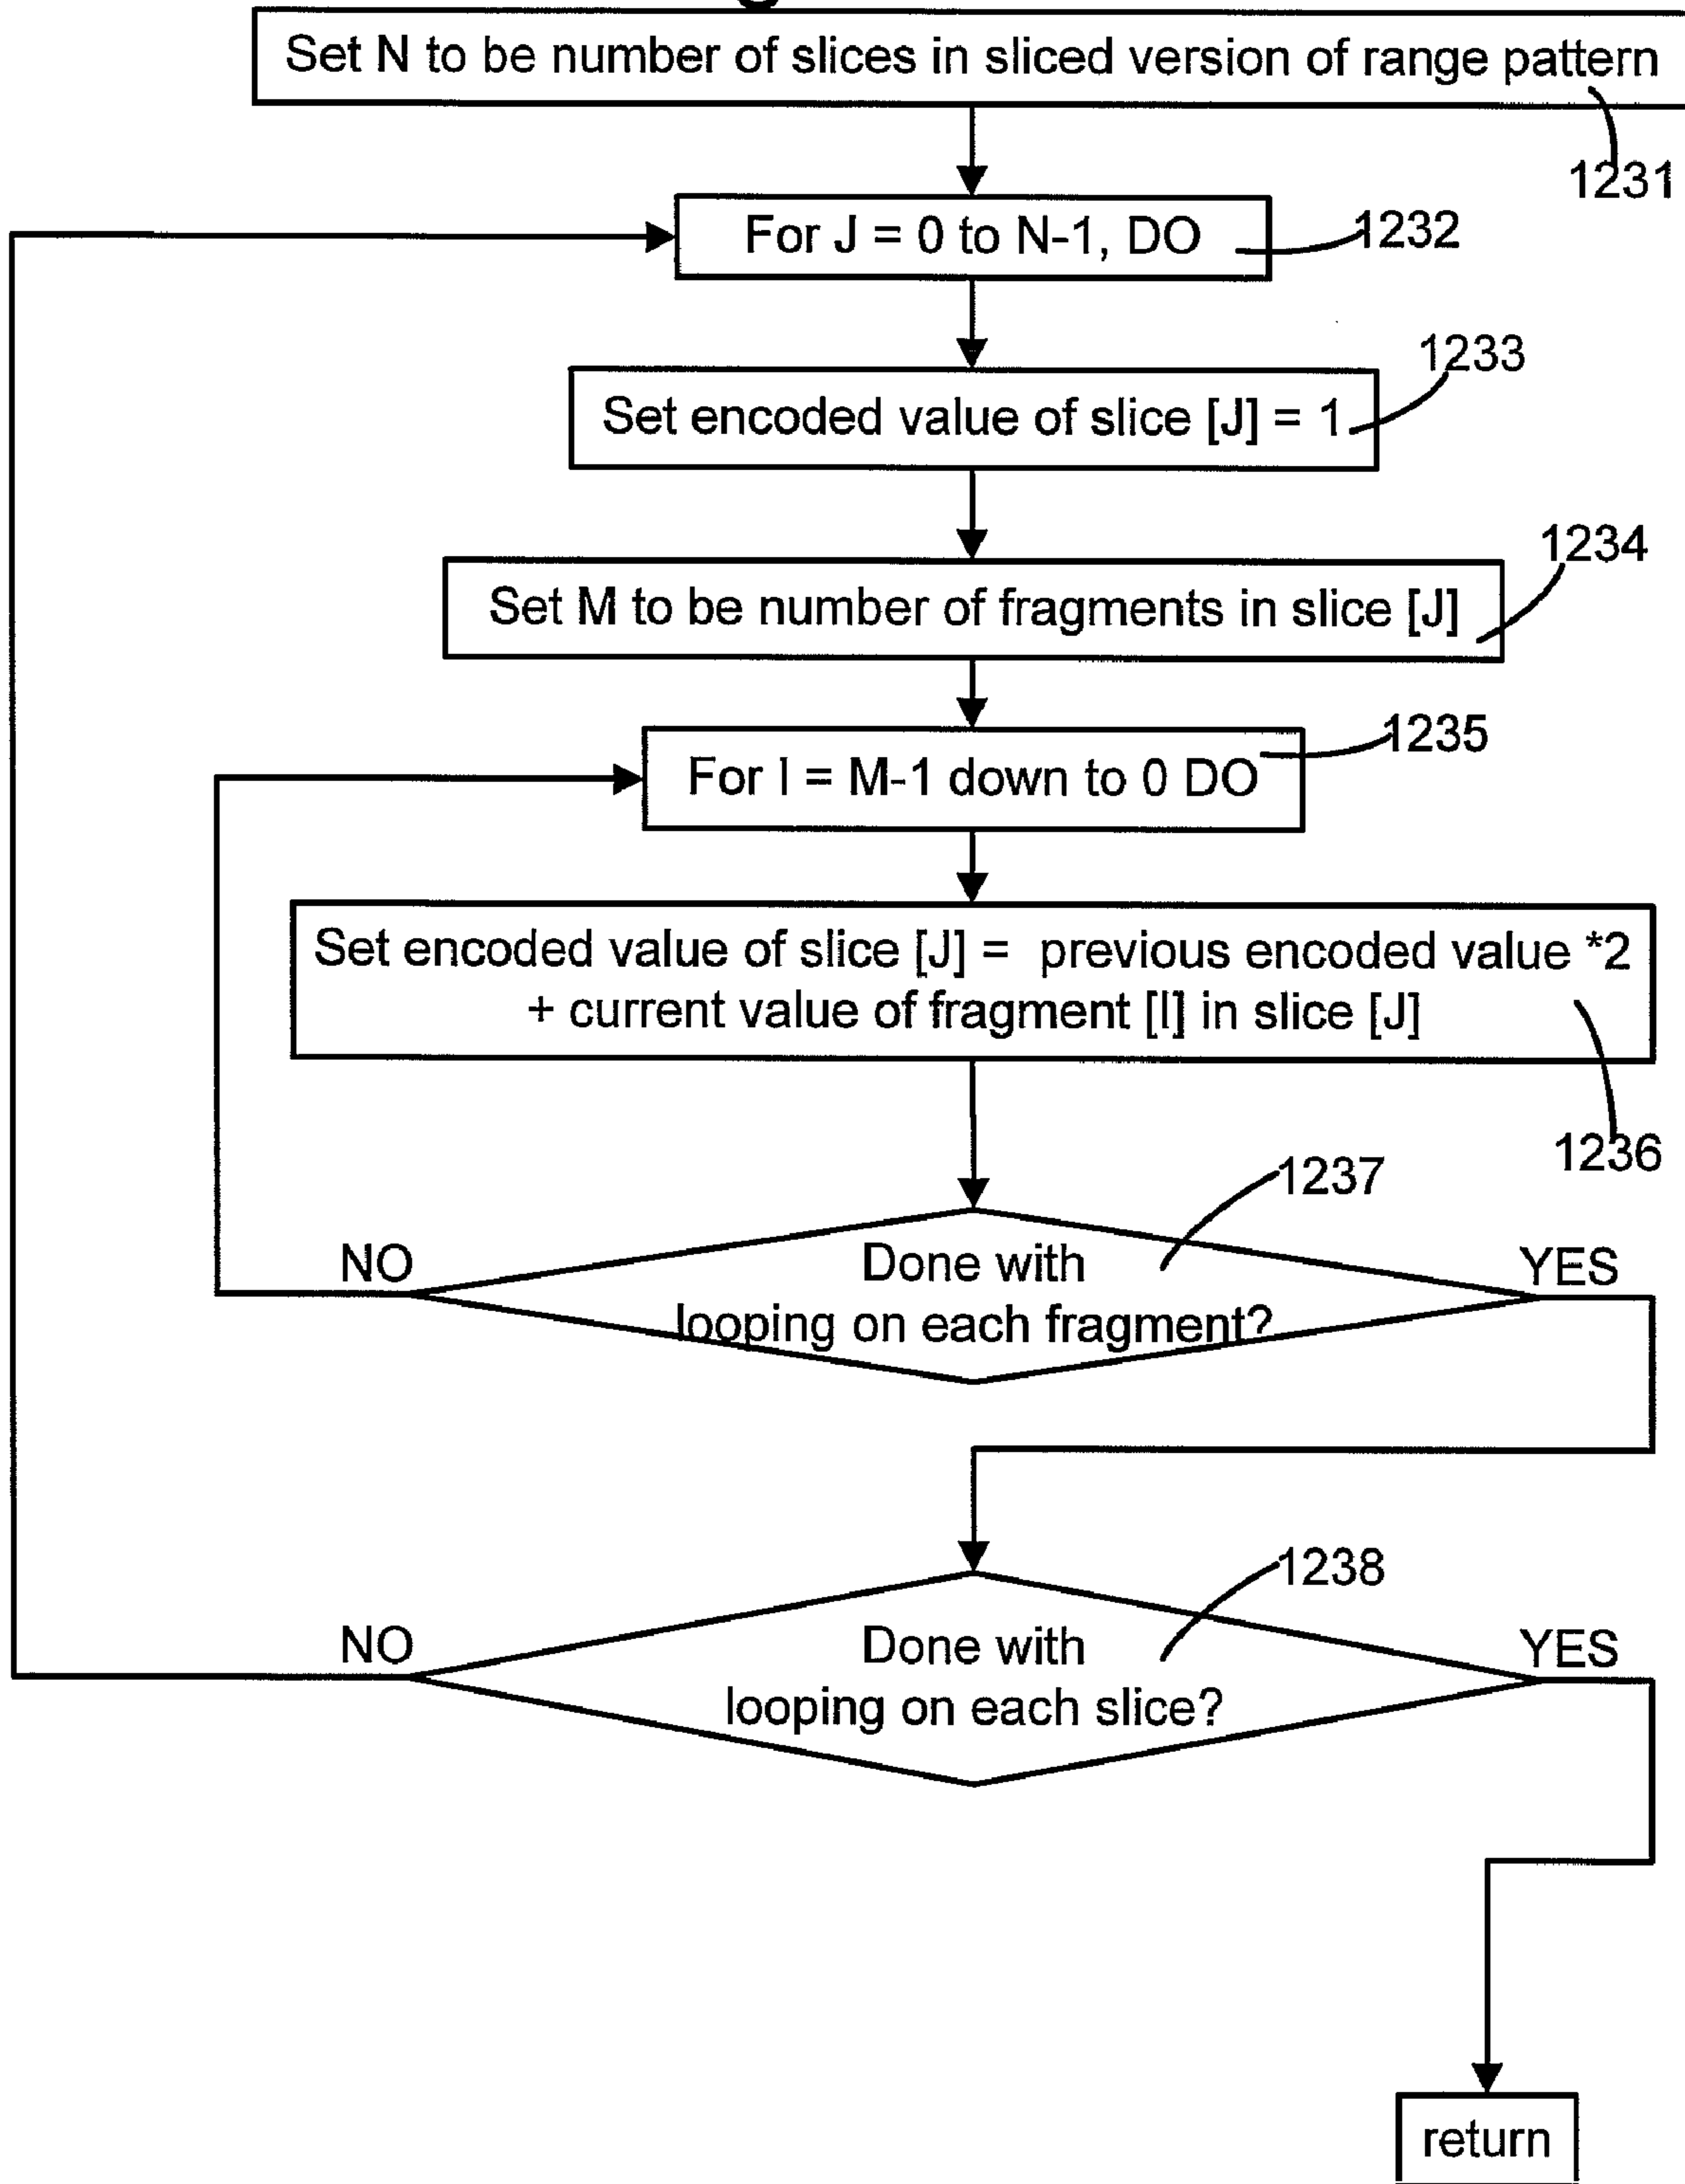 Set N to be number of slices in sliced version of range pattern
1231
For J = 0 to N-1, DO
1232
1233
Set encoded value of slice [J] = 1
1234
Set M to be number of fragments in slice [J]
1235
For I = M-1 down to 0 DO
Set encoded value of slice [J] = previous encoded value *2
+ current value of fragment [I] in slice [J]
1236
1237
NO
Done with
YES
looping on each fragment?
1238
NO
Done with
YES
looping on each slice?
return